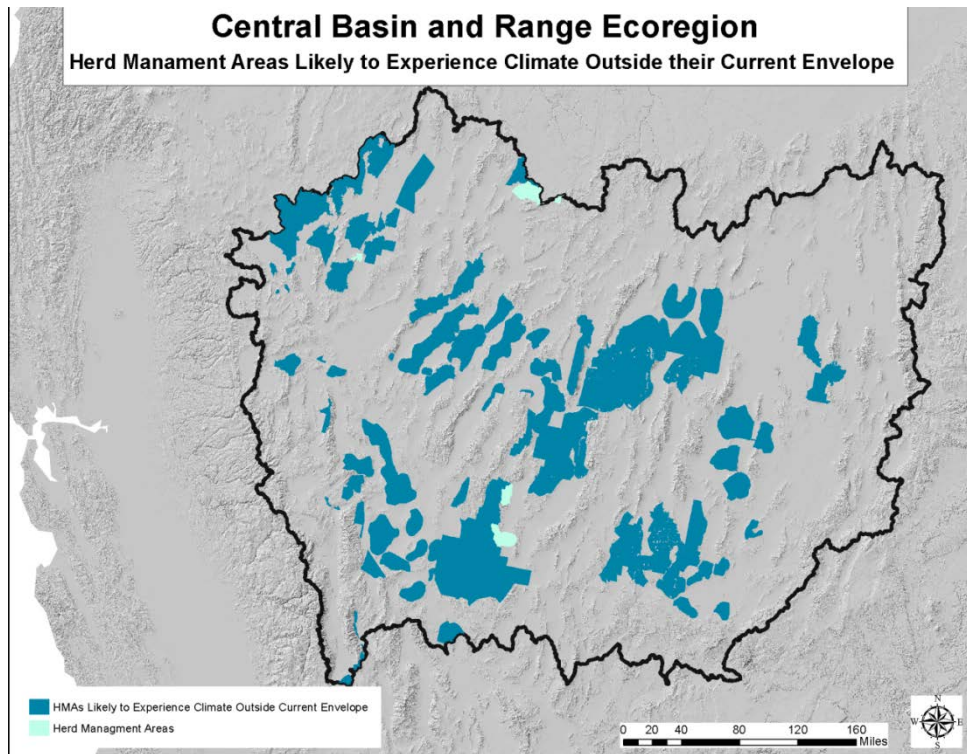 Central Basin and Range Ecoregion
Herd Manament Areas Likely to Experience Climate Outside their Current Envelope
HMAs Likely to Experience Climate Outside Current Envelope
Herd Managment Areas
0 10 20 40 80 120 160
Miles
N
W E
S